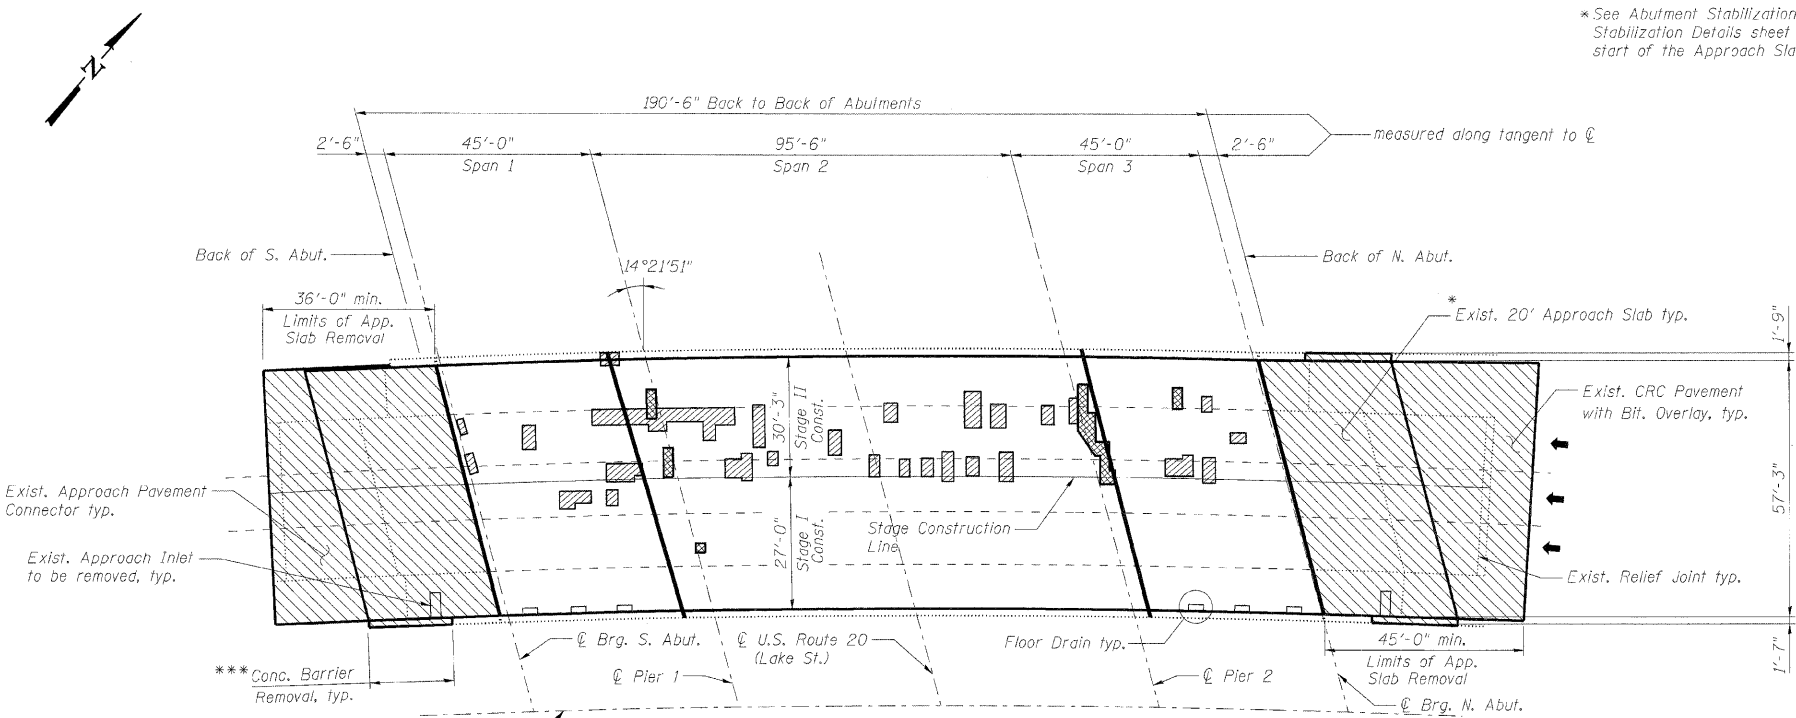 * See Abutment Stabilization
Stabilization Details sheet
start of the Approach Sla
N
190'-6" Back to Back of Abutments
measured along tangent to ℄
2'-6"
45'-0"
95'-6"
45'-0"
2'-6"
Span 1
Span 2
Span 3
Back of S. Abut.
14°21'51"
Back of N. Abut.
36'-0" min.
Limits of App.
Slab Removal
*
Exist. 20' Approach Slab typ.
1'-9"
30'-3"
Stage II
Const.
Exist. CRC Pavement
with Bit. Overlay, typ.
57'-3"
Exist. Approach Pavement
Connector typ.
27'-0"
Stage I
Const.
Stage Construction
Line
Exist. Approach Inlet
to be removed, typ.
Exist. Relief Joint typ.
℄ Brg. S. Abut.
℄ U.S. Route 20
(Lake St.)
Floor Drain typ.
45'-0" min.
Limits of App.
Slab Removal
1'-7"
*** Conc. Barrier
Removal, typ.
℄ Pier 1
℄ Pier 2
℄ Brg. N. Abut.